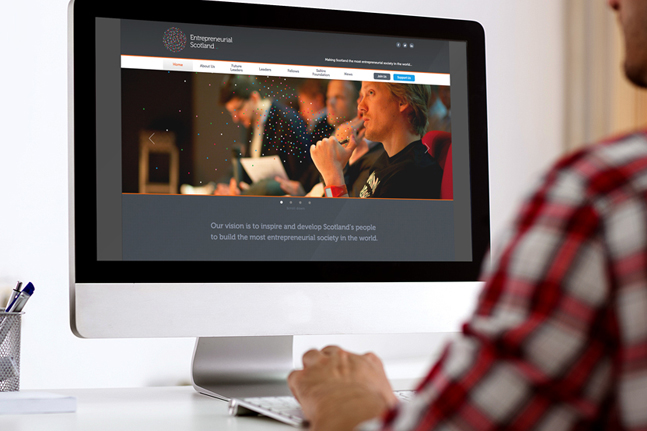 Entrepreneurial
Scotland
Making Scotland the most entrepreneurial society in the world...
Home
About Us
Future
Leaders
Leaders
Fellows
Saltire
Foundation
News
Join Us
Support Us
Our vision is to inspire and develop Scotland's people
to build the most entrepreneurial society in the world.